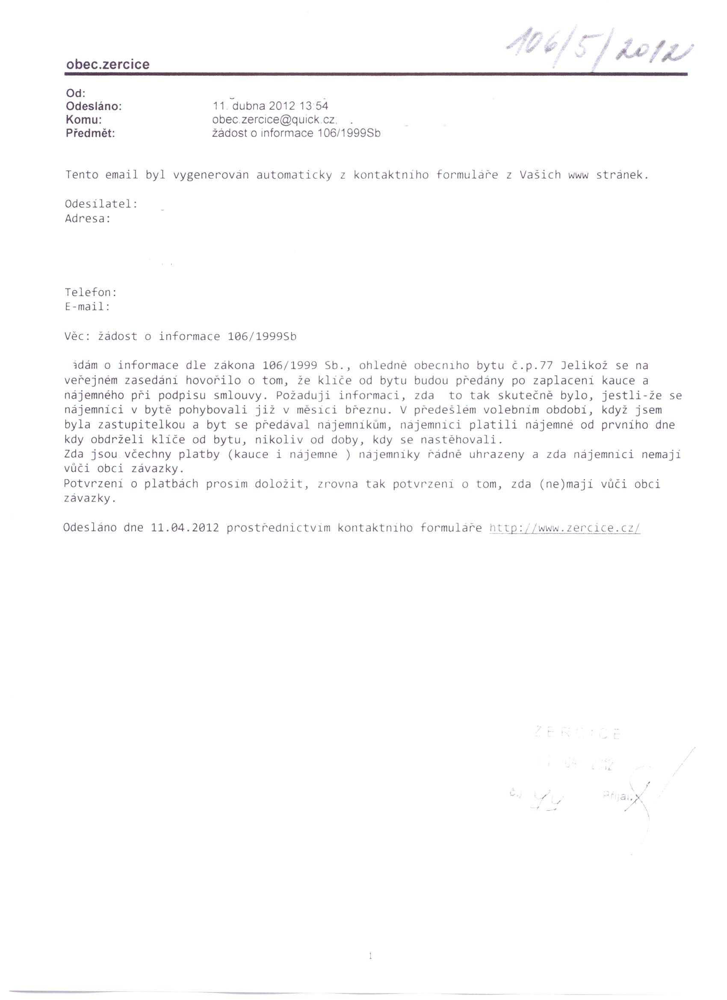 106/5/2012
obec.zercice
Od:
Odesláno: 11. dubna 2012 13:54
Komu: obec.zercice@quick.cz;
Předmět: žádost o informace 106/1999Sb
Tento email byl vygenerován automaticky z kontaktního formuláře z Vašich www stránek.
Odesílatel:
Adresa:
Telefon:
E-mail:
Věc: žádost o informace 106/1999Sb
ádám o informace dle zákona 106/1999 Sb., ohledně obecního bytu č.p.77 Jelikož se na
veřejném zasedání hovořilo o tom, že klíče od bytu budou předány po zaplacení kauce a
nájemného při podpisu smlouvy. Požaduji informaci, zda  to tak skutečně bylo, jestli-že se
nájemníci v bytě pohybovali již v měsíci březnu. V předešlém volebním období, když jsem
byla zastupitelkou a byt se předával nájemníkům, nájemníci platili nájemné od prvního dne
kdy obdrželi klíče od bytu, nikoliv od doby, kdy se nastěhovali.
Zda jsou včechny platby (kauce i nájemné ) nájemníky řádně uhrazeny a zda nájemníci nemají
vůči obci závazky.
Potvrzení o platbách prosím doložit, zrovna tak potvrzení o tom, zda (ne)mají vůči obci
závazky.
Odesláno dne 11.04.2012 prostřednictvím kontaktního formuláře http://www.zercice.cz/
ZERCICE
04 2012
č.j
1